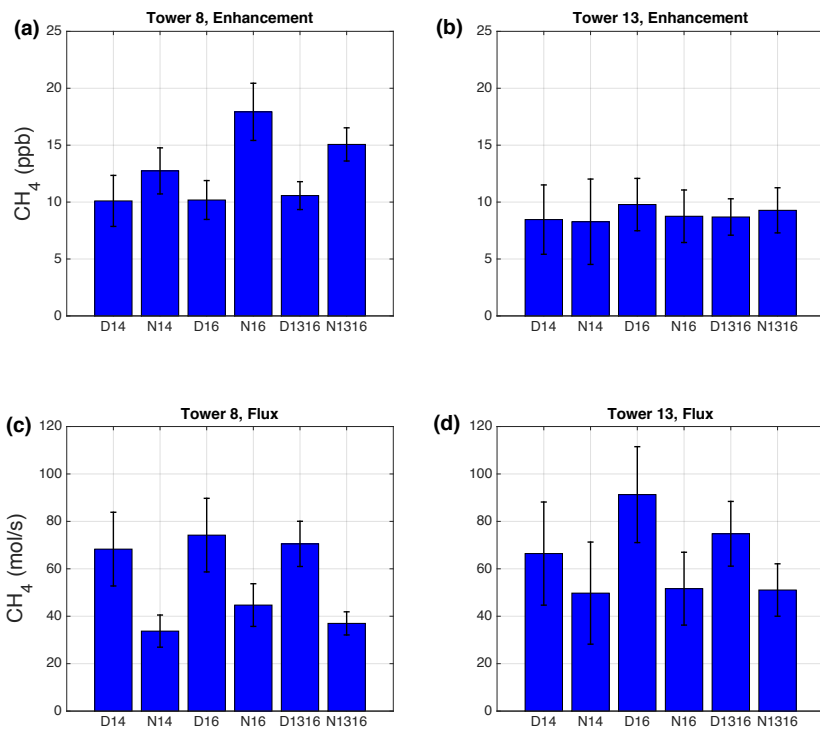 (a)
Tower 8, Enhancement
25
20
15
10
5
0
CH4 (ppb)
D14 N14 D16 N16 D1316 N1316
(b)
Tower 13, Enhancement
25
20
15
10
5
0
D14 N14 D16 N16 D1316 N1316
(c)
Tower 8, Flux
120
100
80
60
40
20
0
CH4 (mol/s)
D14 N14 D16 N16 D1316 N1316
(d)
Tower 13, Flux
120
100
80
60
40
20
0
D14 N14 D16 N16 D1316 N1316